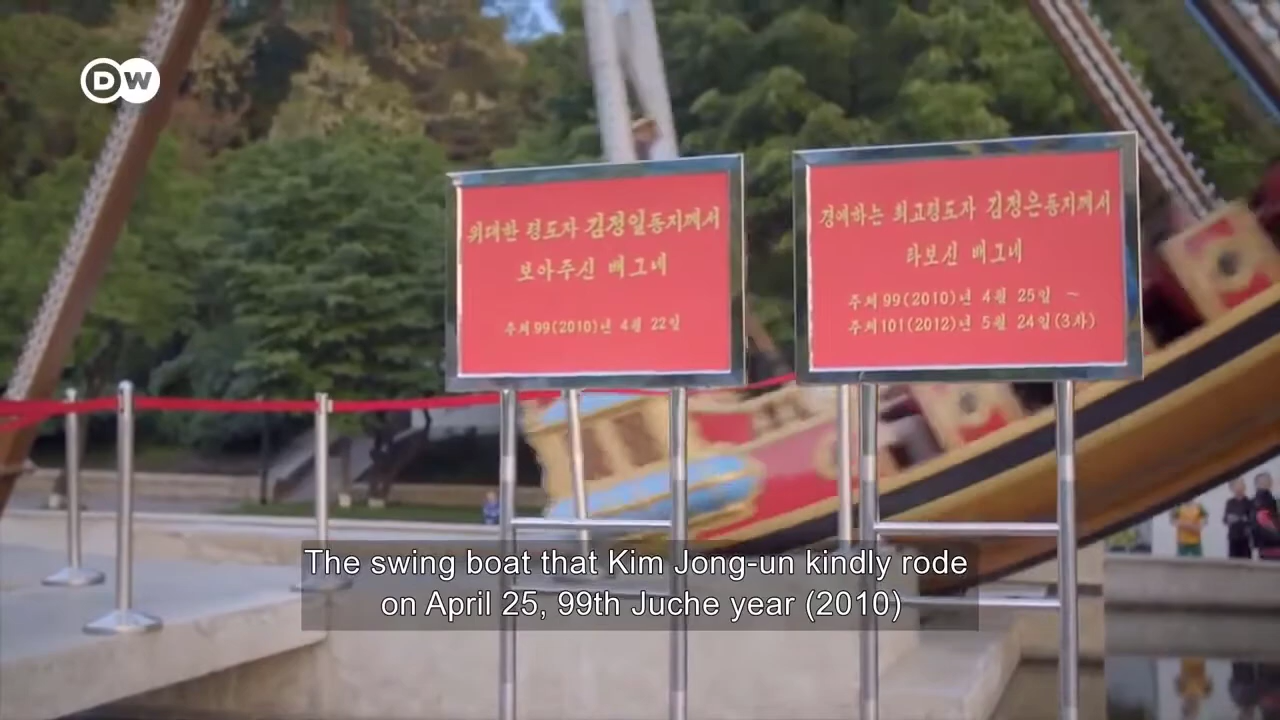 DW
위대한 령도자 김정일동지께서
보아주신 배그네
주체99(2010)년 4월 22일
경애하는 최고령도자 김정은동지께서
타보신 배그네
주체99(2010)년 4월 25일 ~
주체101(2012)년 5월 24일(3차)
The swing boat that Kim Jong-un kindly rode
on April 25, 99th Juche year (2010)